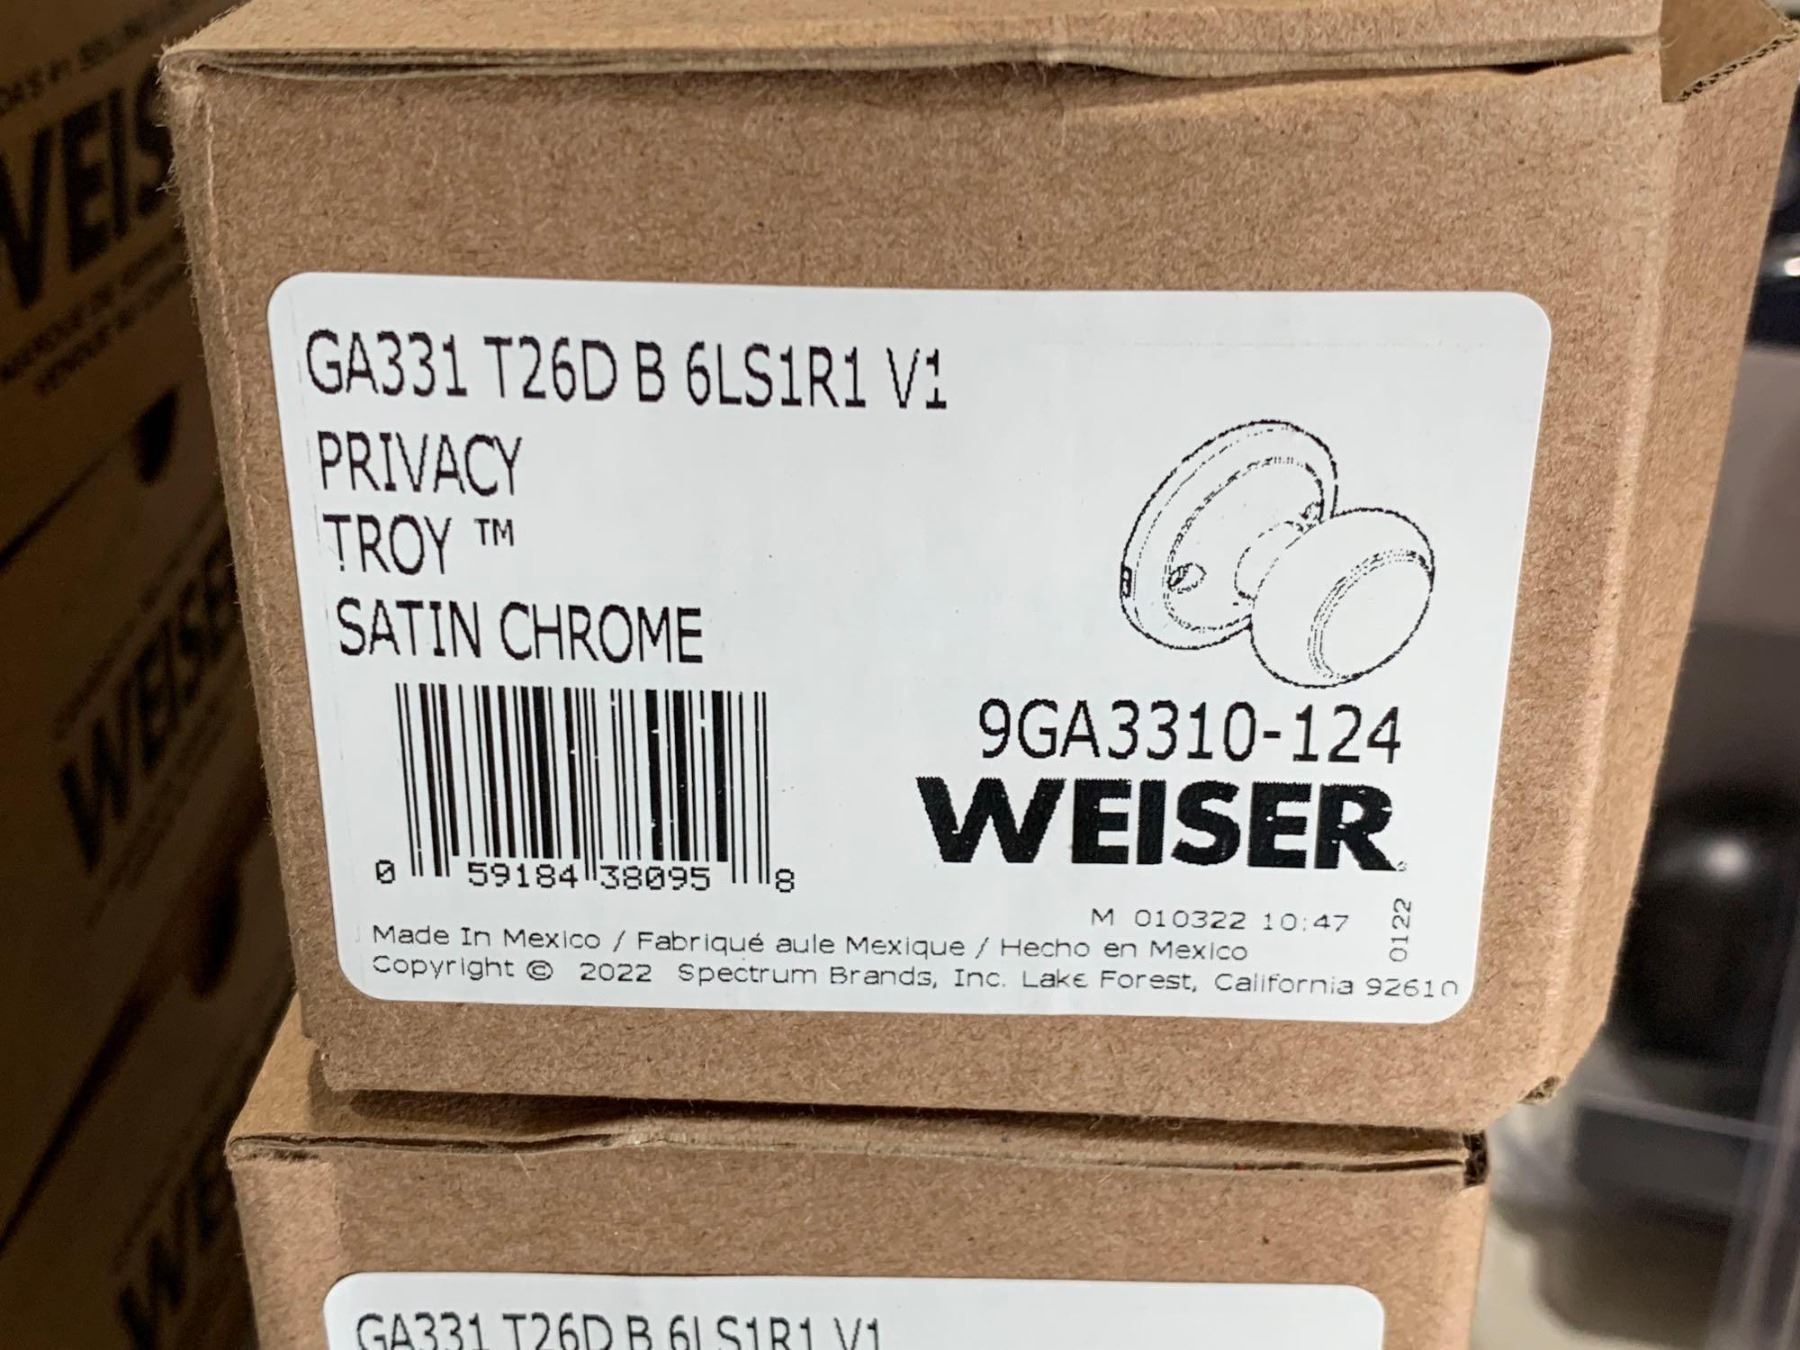 GA331 T26D B 6LS1R1 V1
PRIVACY
TROY ™
SATIN CHROME
9GA3310-124
WEISER
0 59184 38095 8
M 010322 10:47
0122
Made In Mexico / Fabriqué aule Mexique / Hecho en Mexico
Copyright © 2022 Spectrum Brands, Inc. Lake Forest, California 92610
GA331 T26D B 6LS1R1 V1
WEISER